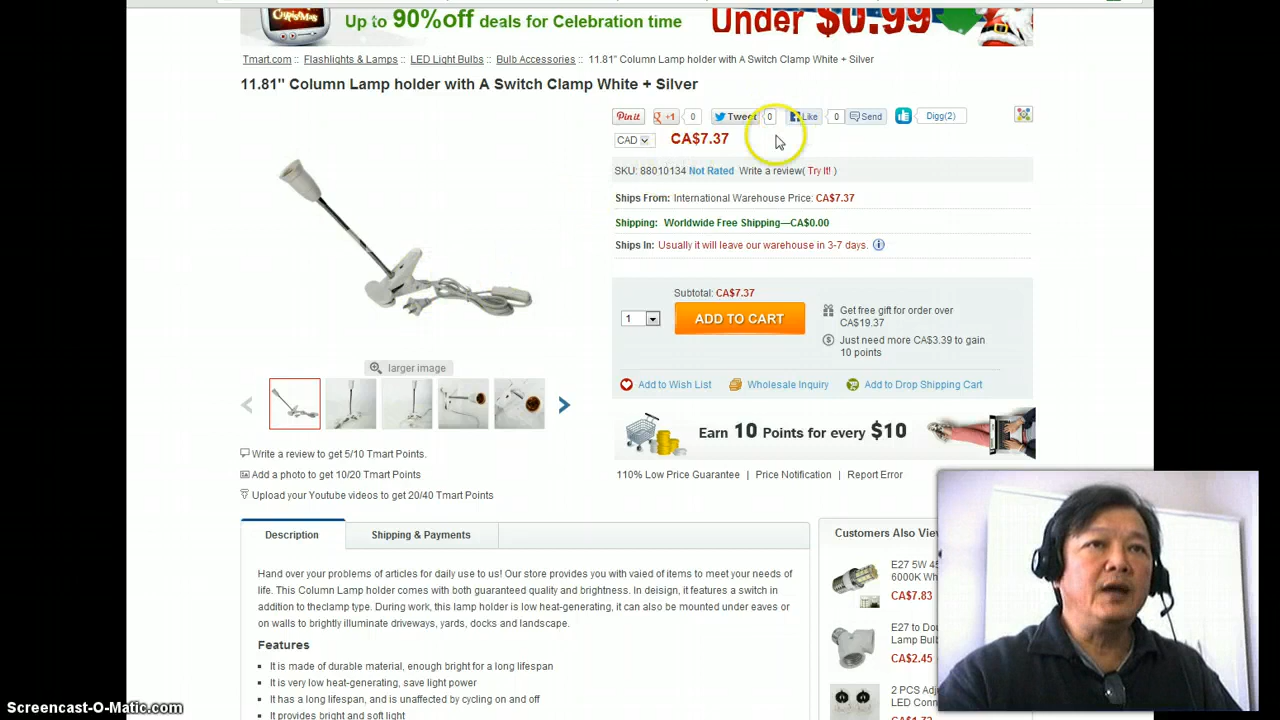 Christmas
Up to 90%off deals for Celebration time
Under $0.99
Tmart.com :: Flashlights & Lamps :: LED Light Bulbs :: Bulb Accessories :: 11.81" Column Lamp holder with A Switch Clamp White + Silver
11.81" Column Lamp holder with A Switch Clamp White + Silver
Pin it +1 0 Tweet 0 Like 0 Send Digg(2)
CAD CA$7.37
SKU: 88010134 Not Rated Write a review( Try It! )
Ships From: International Warehouse Price: CA$7.37
Shipping: Worldwide Free Shipping—CA$0.00
Ships In: Usually it will leave our warehouse in 3-7 days.
Subtotal: CA$7.37
1 ADD TO CART
Get free gift for order over
CA$19.37
Just need more CA$3.39 to gain
10 points
larger image
Add to Wish List Wholesale Inquiry Add to Drop Shipping Cart
Earn 10 Points for every $10
Write a review to get 5/10 Tmart Points.
Add a photo to get 10/20 Tmart Points
Upload your Youtube videos to get 20/40 Tmart Points
110% Low Price Guarantee | Price Notification | Report Error
Description Shipping & Payments
Hand over your problems of articles for daily use to us! Our store provides you with vaied of items to meet your needs of
life. This Column Lamp holder comes with both guaranteed quality and brightness. In deisign, it features a switch in
addition to theclamp type. During work, this lamp holder is low heat-generating, it can also be mounted under eaves or
on walls to brightly illuminate driveways, yards, docks and landscape.
Features
It is made of durable material, enough bright for a long lifespan
It is very low heat-generating, save light power
It has a long lifespan, and is unaffected by cycling on and off
It provides bright and soft light
Customers Also Vie
E27 5W 45
6000K Wh
CA$7.83
E27 to Do
Lamp Bul
CA$2.45
2 PCS Adj
LED Conn
Screencast-O-Matic.com